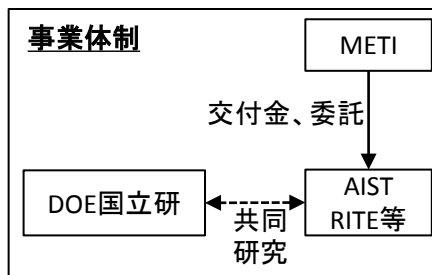 事業体制
METI
交付金、委託
DOE国立研
共同
研究
AIST
RITE等